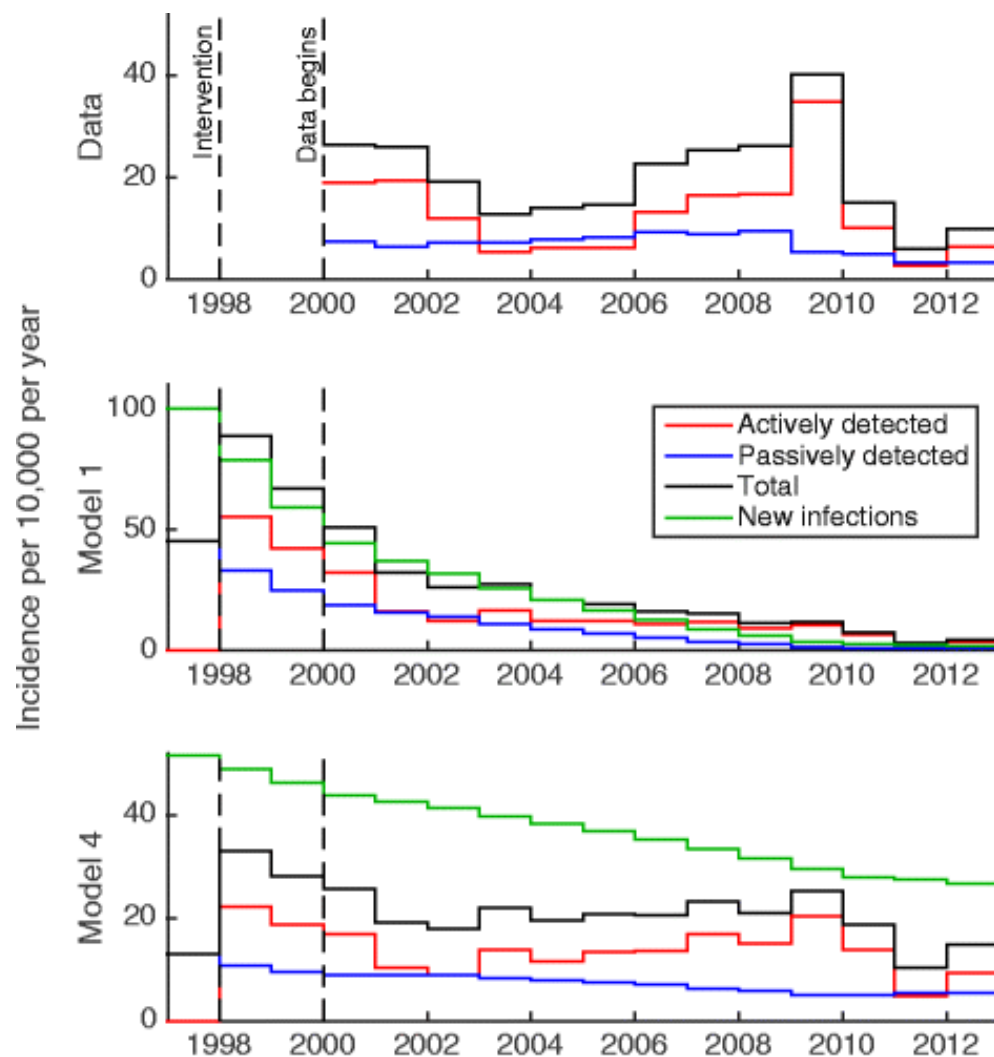 Incidence per 10,000 per year
Data
40
20
0
Intervention
Data begins
1998 2000 2002 2004 2006 2008 2010 2012
Model 1
100
50
0
Actively detected
Passively detected
Total
New infections
1998 2000 2002 2004 2006 2008 2010 2012
Model 4
40
20
0
1998 2000 2002 2004 2006 2008 2010 2012